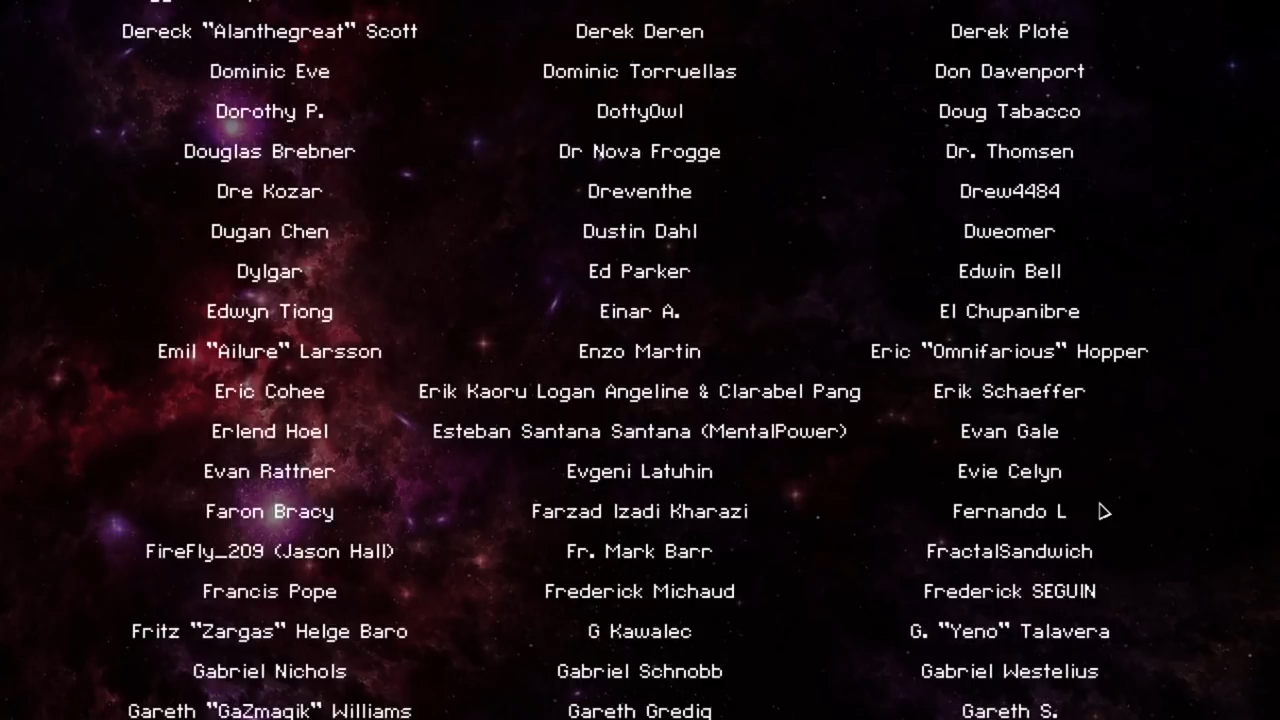 Dereck "Alanthegreat" Scott Derek Deren Derek Plote
Dominic Eve Dominic Torruellas Don Davenport
Dorothy P. DottyOwl Doug Tabacco
Douglas Brebner Dr Nova Frogge Dr. Thomsen
Dre Kozar Dreventhe Drew4484
Dugan Chen Dustin Dahl Dweomer
Dylgar Ed Parker Edwin Bell
Edwyn Tiong Einar A. El Chupanibre
Emil "Ailure" Larsson Enzo Martin Eric "Omnifarious" Hopper
Eric Cohee Erik Kaoru Logan Angeline & Clarabel Pang Erik Schaeffer
Erlend Hoel Esteban Santana Santana (MentalPower) Evan Gale
Evan Rattner Evgeni Latuhin Evie Celyn
Faron Bracy Farzad Izadi Kharazi Fernando L
FireFly_209 (Jason Hall) Fr. Mark Barr FractalSandwich
Francis Pope Frederick Michaud Frederick SEGUIN
Fritz "Zargas" Helge Baro G Kawalec G. "Yeno" Talavera
Gabriel Nichols Gabriel Schnobb Gabriel Westelius
Gareth "GaZmagik" Williams Gareth Gredig Gareth S.